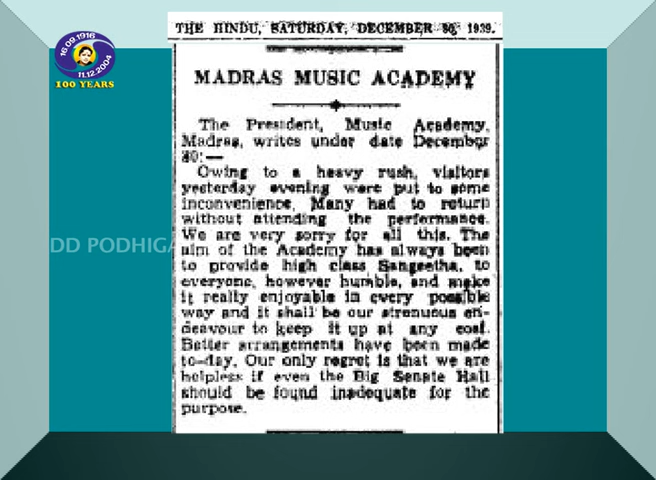 THE HINDU, SATURDAY, DECEMBER 30, 1939.
16.09.1916
11.12.2004
100 YEARS
MADRAS MUSIC ACADEMY
The President, Music Academy,
Madras, writes under date December
30:—
Owing to a heavy rush, visitors
yesterday evening were put to some
inconvenience. Many had to return
without attending the performance.
We are very sorry for all this. The
aim of the Academy has always been
to provide high class Sangeetha, to
everyone, however humble, and make
it really enjoyable in every possible
way and it shall be our strenuous en-
deavour to keep it up at any cost.
Better arrangements have been made
to-day. Our only regret is that we are
helpless if even the Big Senate Hall
should be found inadequate for the
purpose.
DD PODHIGA